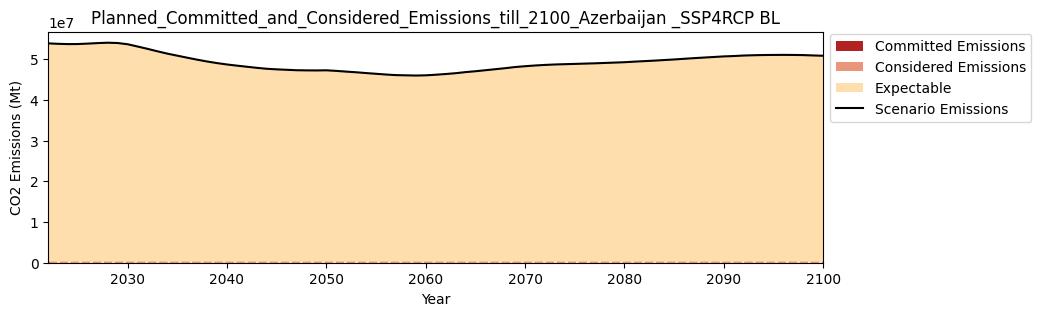 Planned_Committed_and_Considered_Emissions_till_2100_Azerbaijan _SSP4RCP BL
1e7
CO2 Emissions (Mt)
5
4
3
2
1
0
2030 2040 2050 2060 2070 2080 2090 2100
Year
Committed Emissions
Considered Emissions
Expectable
Scenario Emissions